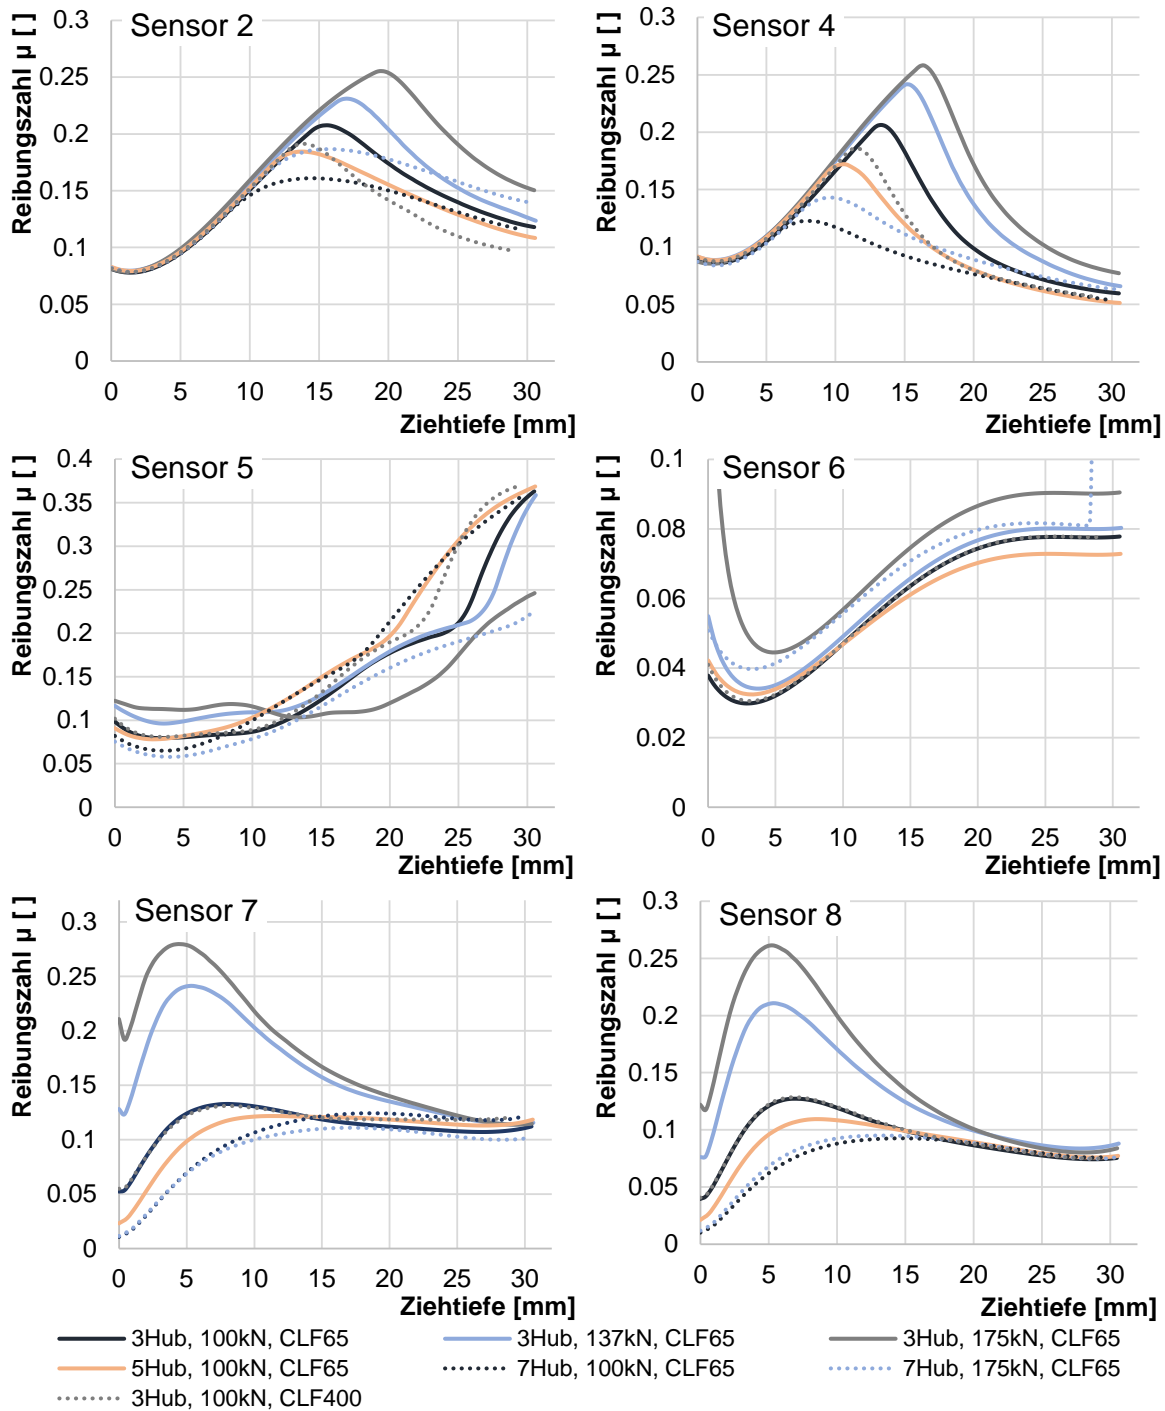 Sensor 2
Reibungszahl µ [ ]
0.3
0.25
0.2
0.15
0.1
0.05
0
0 5 10 15 20 25 30
Ziehtiefe [mm]
Sensor 4
Reibungszahl µ [ ]
0.3
0.25
0.2
0.15
0.1
0.05
0
0 5 10 15 20 25 30
Ziehtiefe [mm]
Sensor 5
Reibungszahl µ [ ]
0.4
0.35
0.3
0.25
0.2
0.15
0.1
0.05
0
0 5 10 15 20 25 30
Ziehtiefe [mm]
Sensor 6
Reibungszahl µ [ ]
0.1
0.08
0.06
0.04
0.02
0
0 5 10 15 20 25 30
Ziehtiefe [mm]
Sensor 7
Reibungszahl µ [ ]
0.3
0.25
0.2
0.15
0.1
0.05
0
0 5 10 15 20 25 30
Ziehtiefe [mm]
Sensor 8
Reibungszahl µ [ ]
0.3
0.25
0.2
0.15
0.1
0.05
0
0 5 10 15 20 25 30
Ziehtiefe [mm]
3Hub, 100kN, CLF65
3Hub, 137kN, CLF65
3Hub, 175kN, CLF65
5Hub, 100kN, CLF65
7Hub, 100kN, CLF65
7Hub, 175kN, CLF65
3Hub, 100kN, CLF400